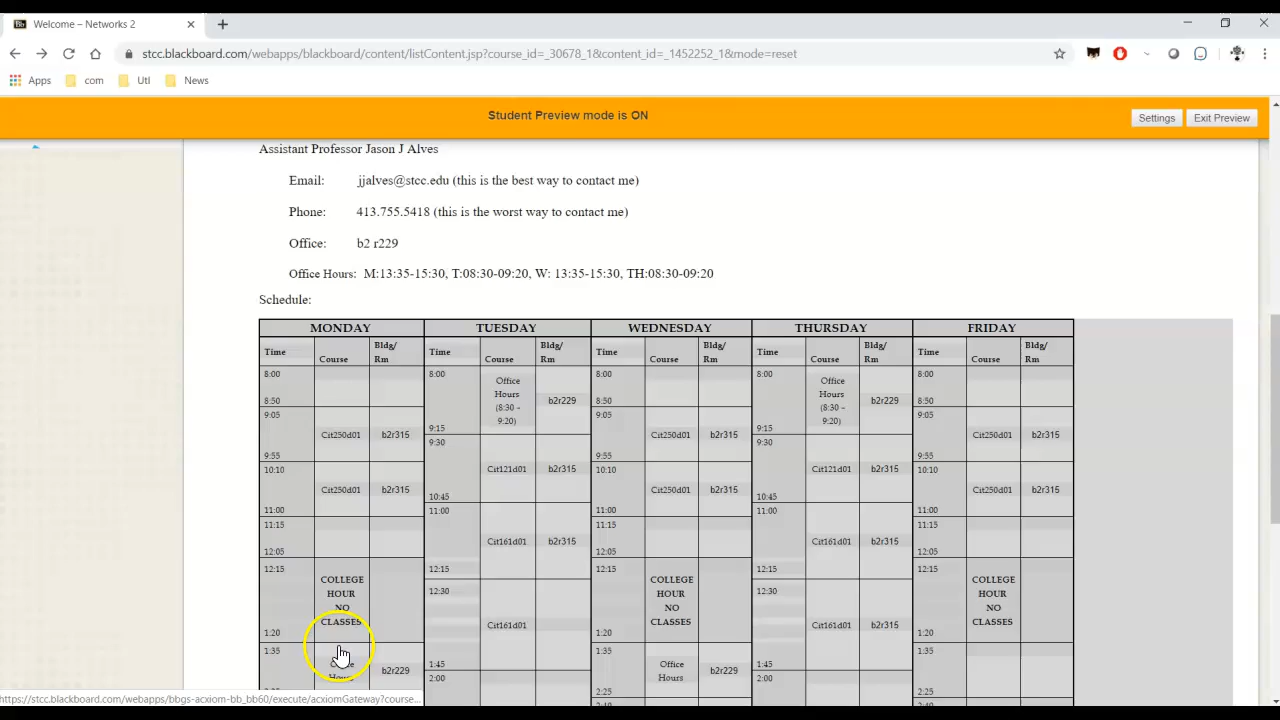 Welcome – Networks 2
stcc.blackboard.com/webapps/blackboard/content/listContent.jsp?course_id=_30678_1&content_id=_1452252_1&mode=reset
Apps com Utl News
Student Preview mode is ON
Settings Exit Preview
Assistant Professor Jason J Alves
Email: jjalves@stcc.edu (this is the best way to contact me)
Phone: 413.755.5418 (this is the worst way to contact me)
Office: b2 r229
Office Hours: M:13:35-15:30, T:08:30-09:20, W: 13:35-15:30, TH:08:30-09:20
Schedule:
MONDAY TUESDAY WEDNESDAY THURSDAY FRIDAY
Bldg/ Bldg/ Bldg/ Bldg/ Bldg/
Time Time Time Time Time
Course Rm Course Rm Course Rm Course Rm Course Rm
8:00 8:00 8:00 8:00 8:00
Office Office
Hours Hours
8:50 b2r229 8:50 b2r229 8:50
(8:30 – (8:30 –
9:05 9:05 9:05
9:20) 9:20)
9:15 9:15
Cit250d01 b2r315 Cit250d01 b2r315 Cit250d01 b2r315
9:30 9:30
9:55 9:55 9:55
10:10 Cit121d01 b2r315 10:10 Cit121d01 b2r315 10:10
Cit250d01 b2r315 Cit250d01 b2r315 Cit250d01 b2r315
10:45 10:45
11:00 11:00 11:00 11:00 11:00
11:15 11:15 11:15
Cit161d01 b2r315 Cit161d01 b2r315
12:05 12:05 12:05
12:15 12:15 12:15 12:15 12:15
COLLEGE COLLEGE COLLEGE
12:30 12:30
HOUR HOUR HOUR
NO NO NO
CLASSES CLASSES CLASSES
Cit161d01 Cit161d01 b2r315
1:20 1:20 1:20
1:35 1:35 1:35
Office 1:45 Office 1:45
b2r229 b2r229
Hours 2:00 Hours 2:00
2:25 2:25
https://stcc.blackboard.com/webapps/bbgs-acxiom-bb_bb60/execute/acxiomGateway?course...